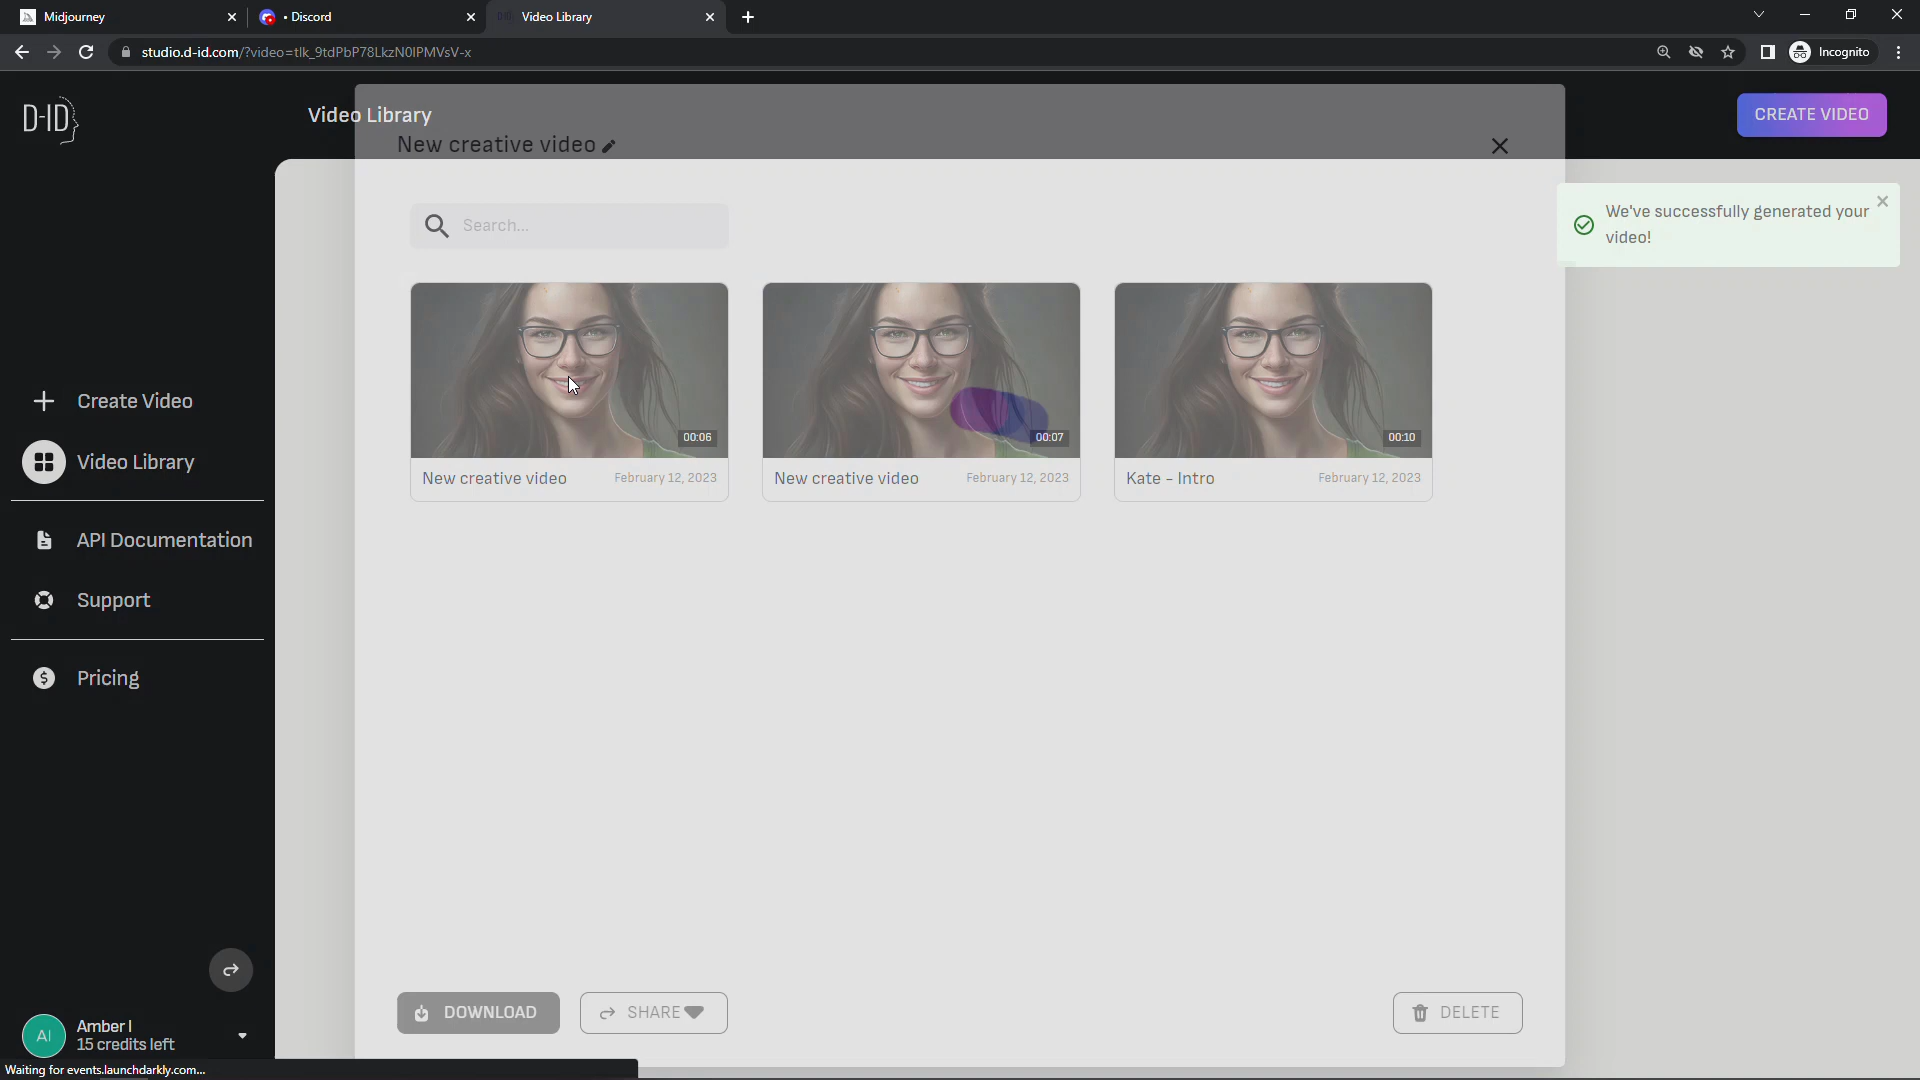 Midjourney
• Discord
Video Library
studio.d-id.com/?video=tlk_9tdPbP78LkzN0IPMVsV-x
Incognito
D-ID
Video Library
CREATE VIDEO
New creative video
We've successfully generated your
video!
Search...
00:06
00:07
00:10
New creative video
February 12, 2023
New creative video
February 12, 2023
Kate - Intro
February 12, 2023
Create Video
Video Library
API Documentation
Support
Pricing
DOWNLOAD
SHARE
DELETE
AI
Amber I
15 credits left
Waiting for events.launchdarkly.com...